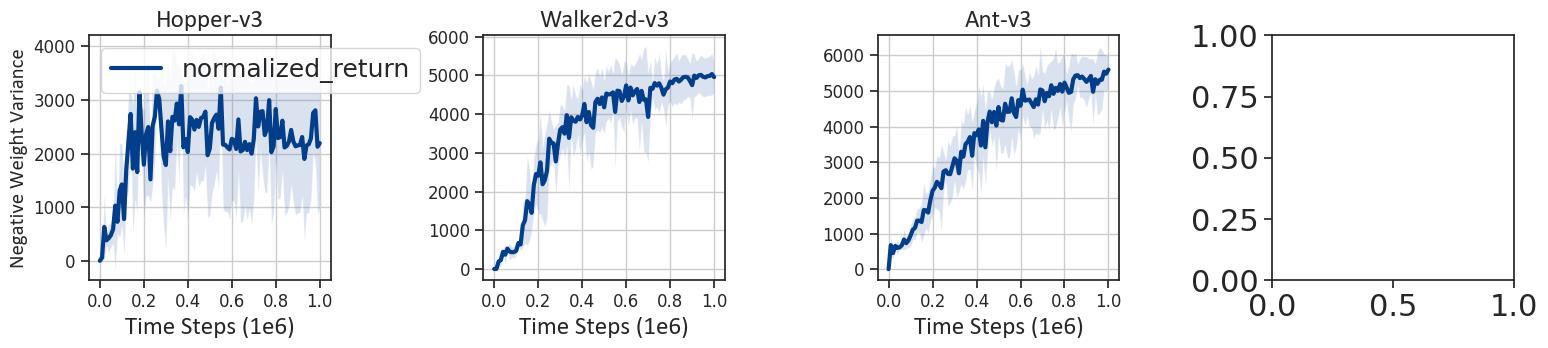 Hopper-v3
Negative Weight Variance
4000
3000
2000
1000
0
normalized_return
0.0 0.2 0.4 0.6 0.8 1.0
Time Steps (1e6)
Walker2d-v3
6000
5000
4000
3000
2000
1000
0
0.0 0.2 0.4 0.6 0.8 1.0
Time Steps (1e6)
Ant-v3
6000
5000
4000
3000
2000
1000
0
0.0 0.2 0.4 0.6 0.8 1.0
Time Steps (1e6)
1.00
0.75
0.50
0.25
0.00
0.0 0.5 1.0